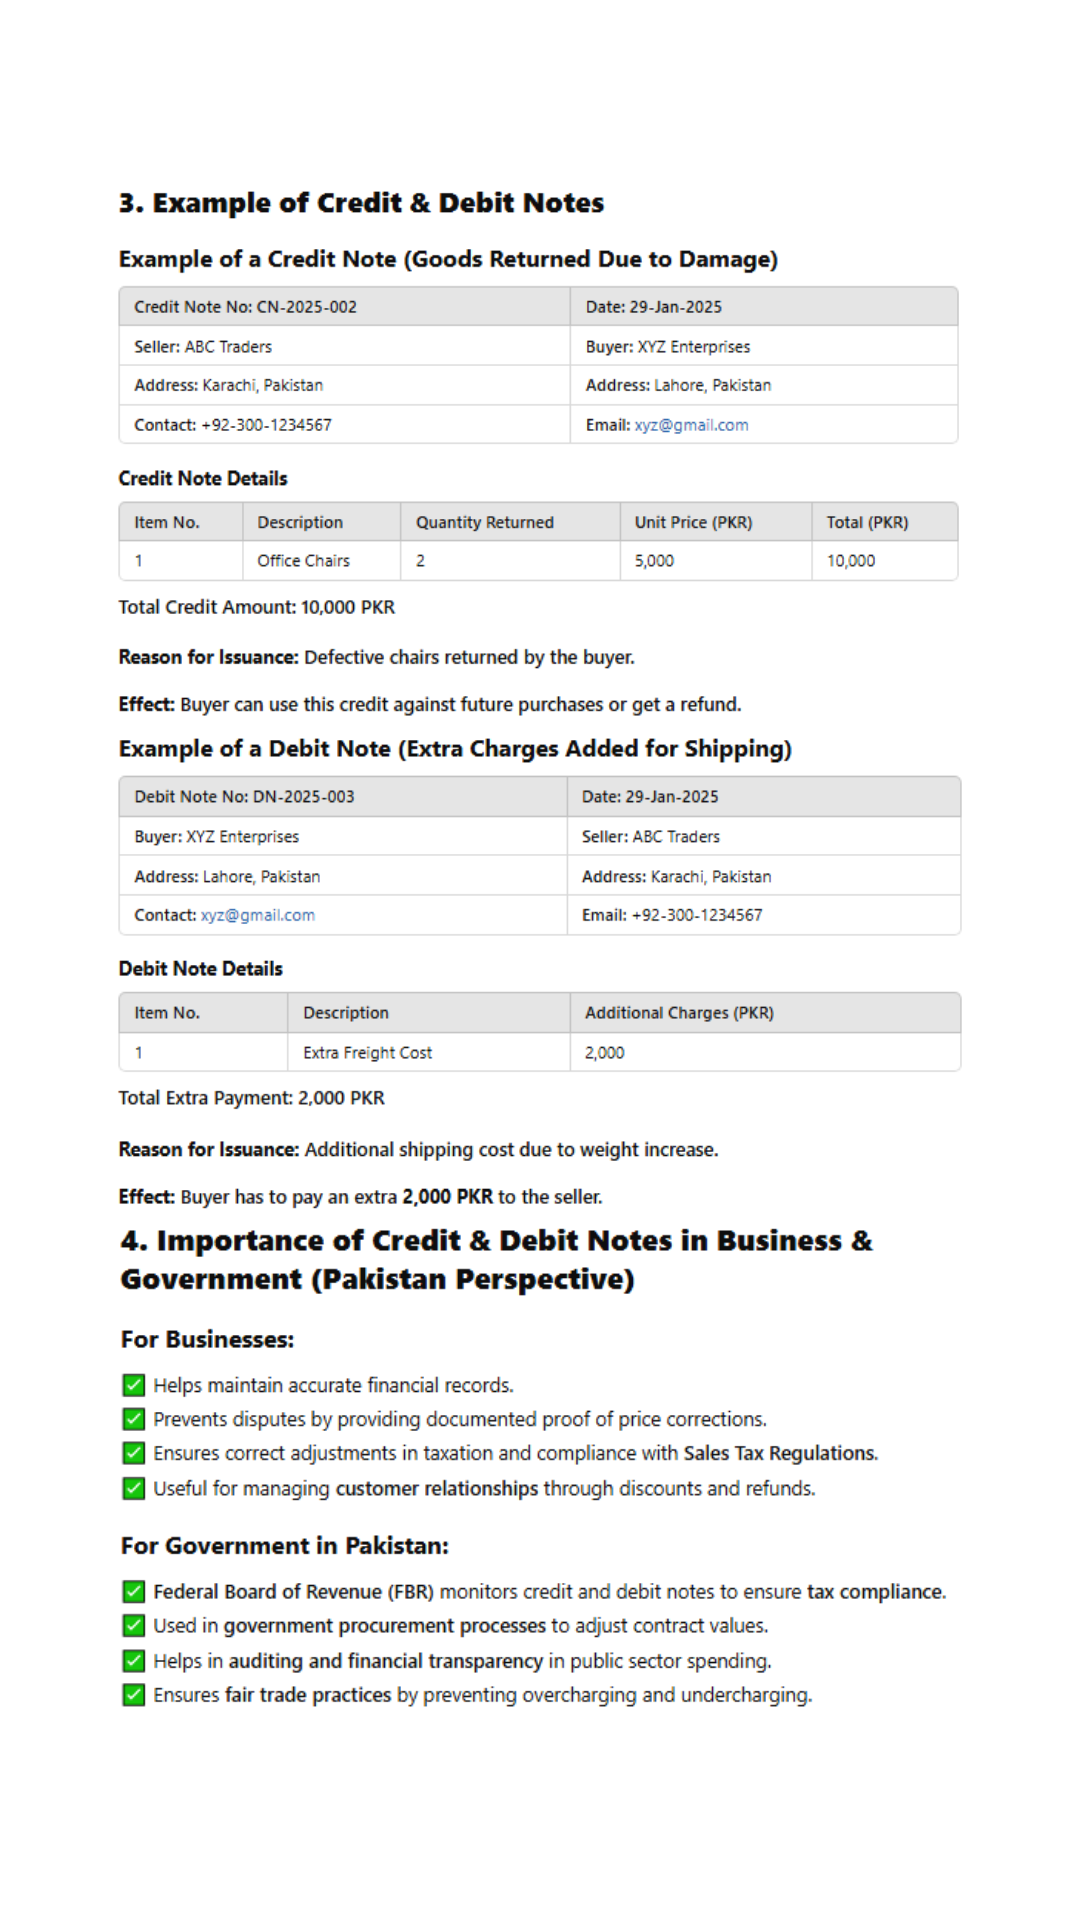 3. Example of Credit & Debit Notes
Example of a Credit Note (Goods Returned Due to Damage)
Credit Note No: CN-2025-002 Date: 29-Jan-2025
Seller: ABC Traders Buyer: XYZ Enterprises
Address: Karachi, Pakistan Address: Lahore, Pakistan
Contact: +92-300-1234567 Email: xyz@gmail.com
Credit Note Details
Item No. Description Quantity Returned Unit Price (PKR) Total (PKR)
1 Office Chairs 2 5,000 10,000
Total Credit Amount: 10,000 PKR
Reason for Issuance: Defective chairs returned by the buyer.
Effect: Buyer can use this credit against future purchases or get a refund.
Example of a Debit Note (Extra Charges Added for Shipping)
Debit Note No: DN-2025-003 Date: 29-Jan-2025
Buyer: XYZ Enterprises Seller: ABC Traders
Address: Lahore, Pakistan Address: Karachi, Pakistan
Contact: xyz@gmail.com Email: +92-300-1234567
Debit Note Details
Item No. Description Additional Charges (PKR)
1 Extra Freight Cost 2,000
Total Extra Payment: 2,000 PKR
Reason for Issuance: Additional shipping cost due to weight increase.
Effect: Buyer has to pay an extra 2,000 PKR to the seller.
4. Importance of Credit & Debit Notes in Business &
Government (Pakistan Perspective)
For Businesses:
✅ Helps maintain accurate financial records.
✅ Prevents disputes by providing documented proof of price corrections.
✅ Ensures correct adjustments in taxation and compliance with Sales Tax Regulations.
✅ Useful for managing customer relationships through discounts and refunds.
For Government in Pakistan:
✅ Federal Board of Revenue (FBR) monitors credit and debit notes to ensure tax compliance.
✅ Used in government procurement processes to adjust contract values.
✅ Helps in auditing and financial transparency in public sector spending.
✅ Ensures fair trade practices by preventing overcharging and undercharging.